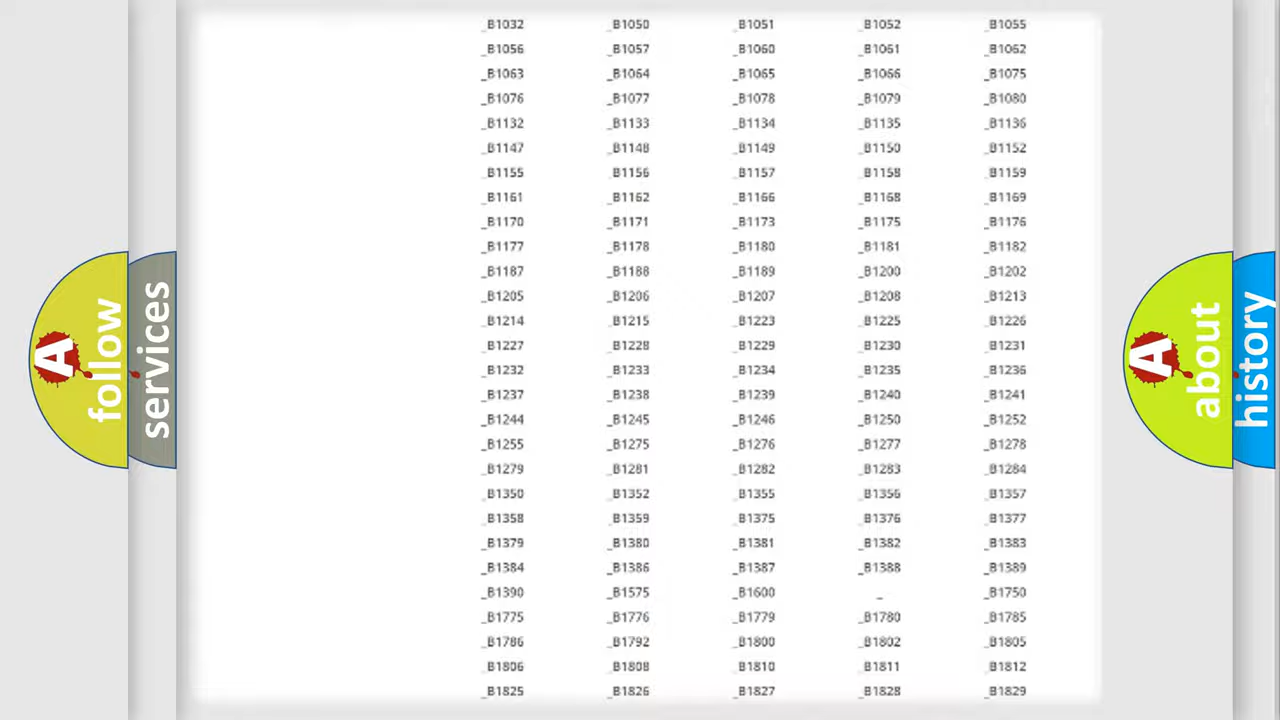 _B1032 _B1050 _B1051 _B1052 _B1055
_B1056 _B1057 _B1060 _B1061 _B1062
_B1063 _B1064 _B1065 _B1066 _B1075
_B1076 _B1077 _B1078 _B1079 _B1080
_B1132 _B1133 _B1134 _B1135 _B1136
_B1147 _B1148 _B1149 _B1150 _B1152
_B1155 _B1156 _B1157 _B1158 _B1159
_B1161 _B1162 _B1166 _B1168 _B1169
_B1170 _B1171 _B1173 _B1175 _B1176
_B1177 _B1178 _B1180 _B1181 _B1182
_B1187 _B1188 _B1189 _B1200 _B1202
_B1205 _B1206 _B1207 _B1208 _B1213
_B1214 _B1215 _B1223 _B1225 _B1226
_B1227 _B1228 _B1229 _B1230 _B1231
_B1232 _B1233 _B1234 _B1235 _B1236
_B1237 _B1238 _B1239 _B1240 _B1241
_B1244 _B1245 _B1246 _B1250 _B1252
_B1255 _B1275 _B1276 _B1277 _B1278
_B1279 _B1281 _B1282 _B1283 _B1284
_B1350 _B1352 _B1355 _B1356 _B1357
_B1358 _B1359 _B1375 _B1376 _B1377
_B1379 _B1380 _B1381 _B1382 _B1383
_B1384 _B1386 _B1387 _B1388 _B1389
_B1390 _B1575 _B1600 _ _B1750
_B1775 _B1776 _B1779 _B1780 _B1785
_B1786 _B1792 _B1800 _B1802 _B1805
_B1806 _B1808 _B1810 _B1811 _B1812
_B1825 _B1826 _B1827 _B1828 _B1829
A follow
services
A about
history